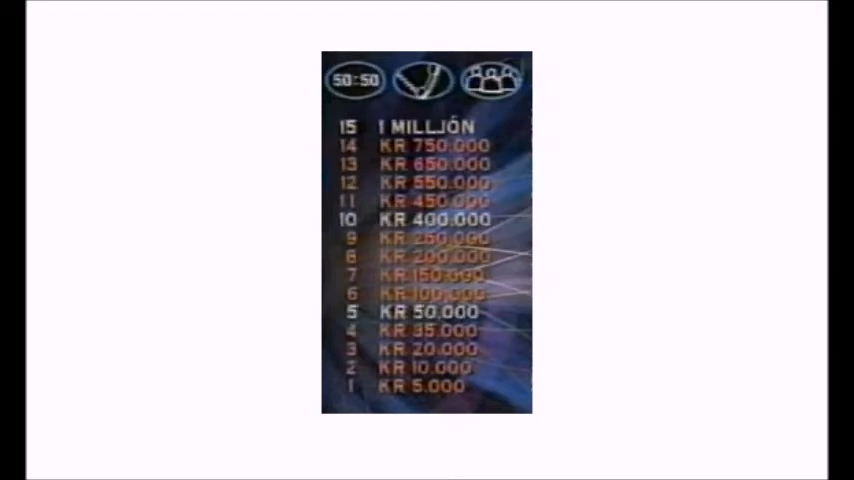 50:50
15 1 MILLJÓN
14 KR 750.000
13 KR 650.000
12 KR 550.000
11 KR 450.000
10 KR 400.000
9 KR 250.000
8 KR 200.000
7 KR 150.000
6 KR 100.000
5 KR 50.000
4 KR 35.000
3 KR 20.000
2 KR 10.000
1 KR 5.000